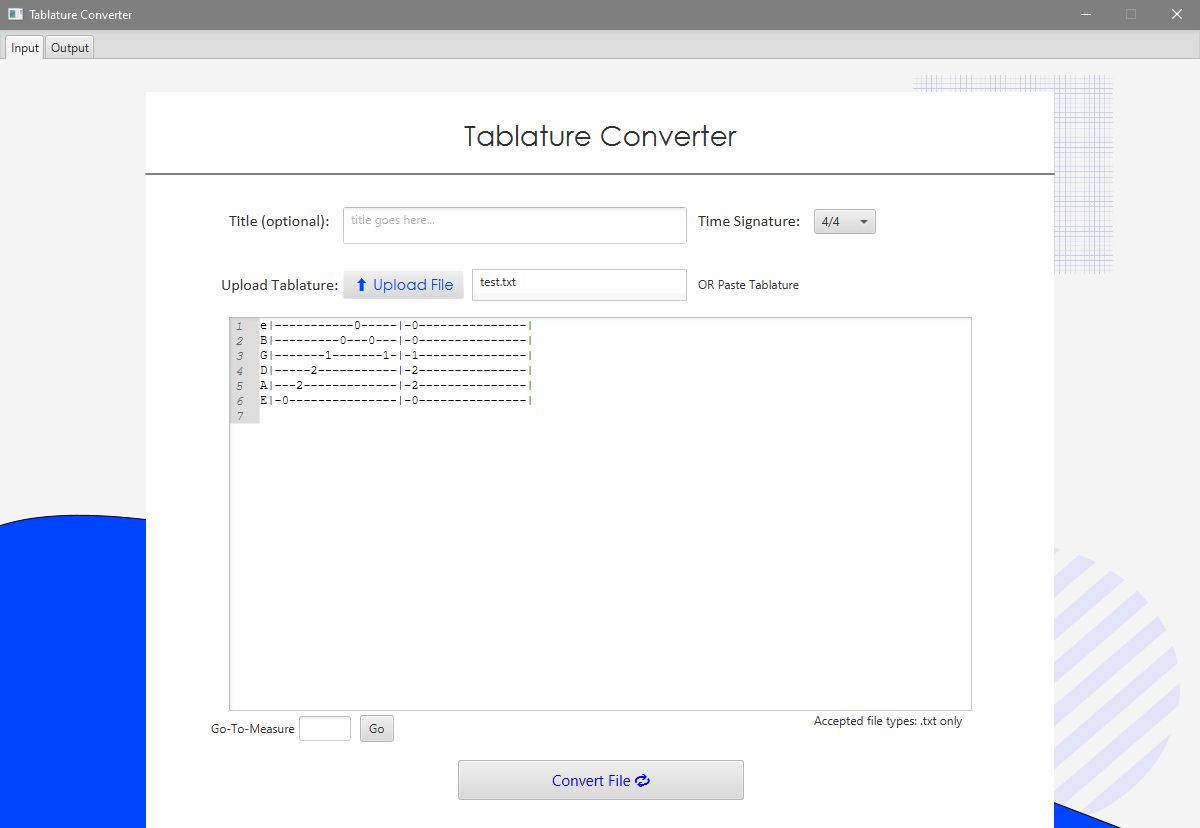 Tablature Converter
Input
Output
Tablature Converter
Title (optional): title goes here... Time Signature: 4/4
Upload Tablature: Upload File test.txt OR Paste Tablature
1 e|-----------0-----|-0---------------|
2 B|---------0---0---|-0---------------|
3 G|-------1-------1-|-1---------------|
4 D|-----2-----------|-2---------------|
5 A|---2-------------|-2---------------|
6 E|-0---------------|-0---------------|
7
Go-To-Measure Go Accepted file types: .txt only
Convert File